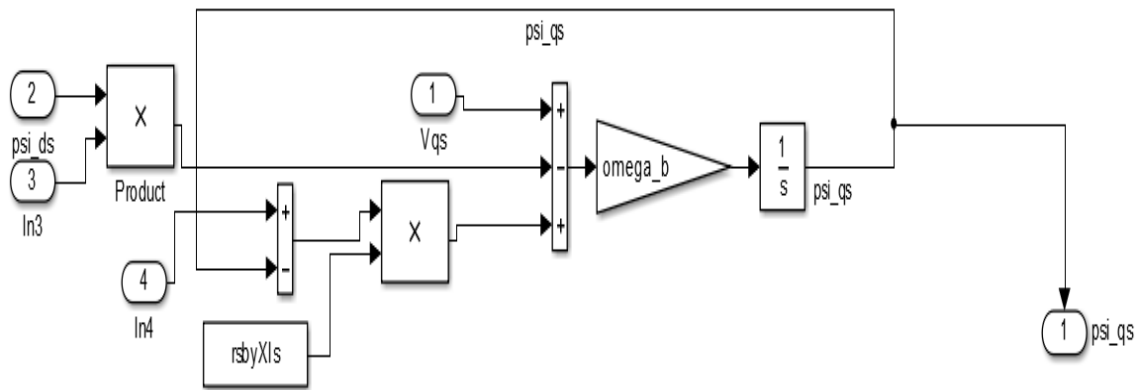 psi_qs
2
psi_ds
3
In3
×
Product
1
Vqs
+
−
+
omega_b
1
s
psi_qs
+
−
×
4
In4
rsbyXls
1
psi_qs